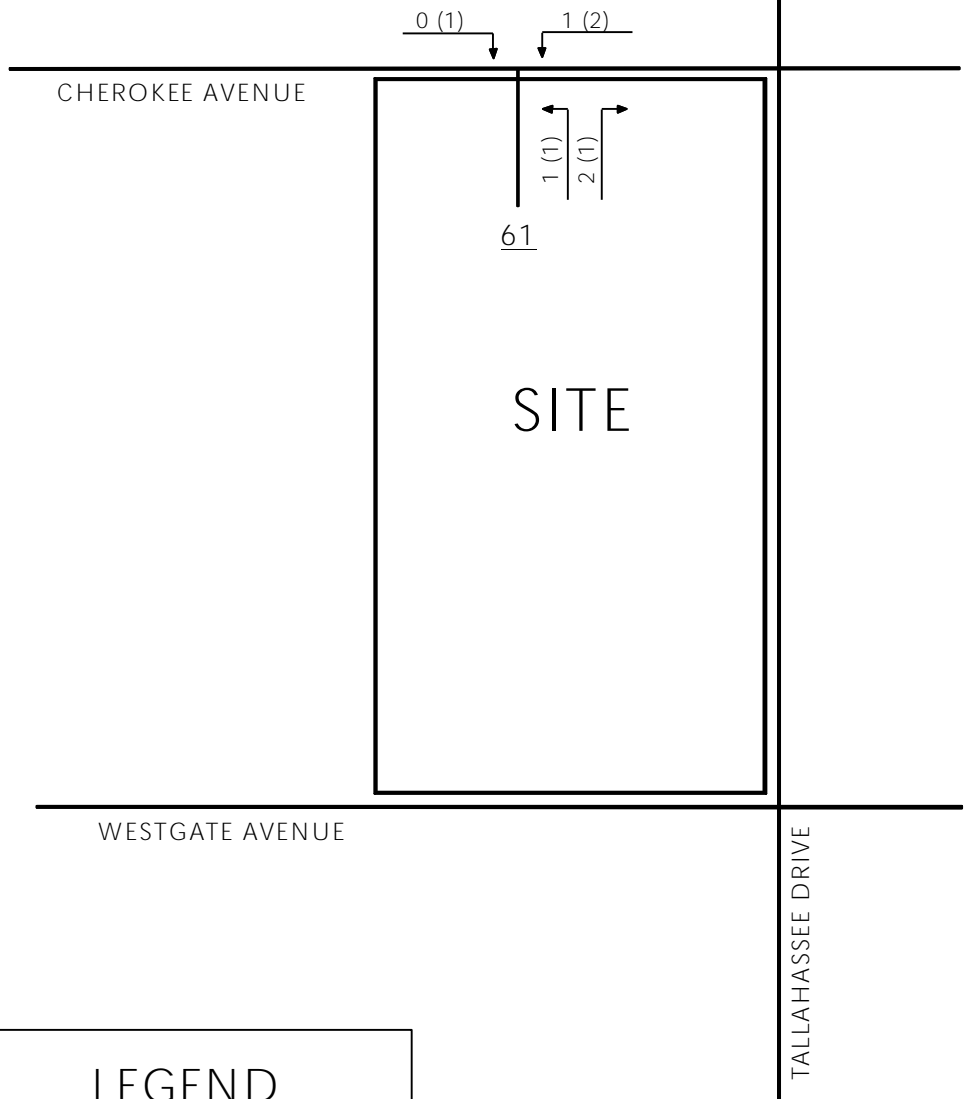 0 (1)
1 (2)
CHEROKEE AVENUE
1 (1)
2 (1)
61
SITE
WESTGATE AVENUE
TALLAHASSEE DRIVE
LEGEND